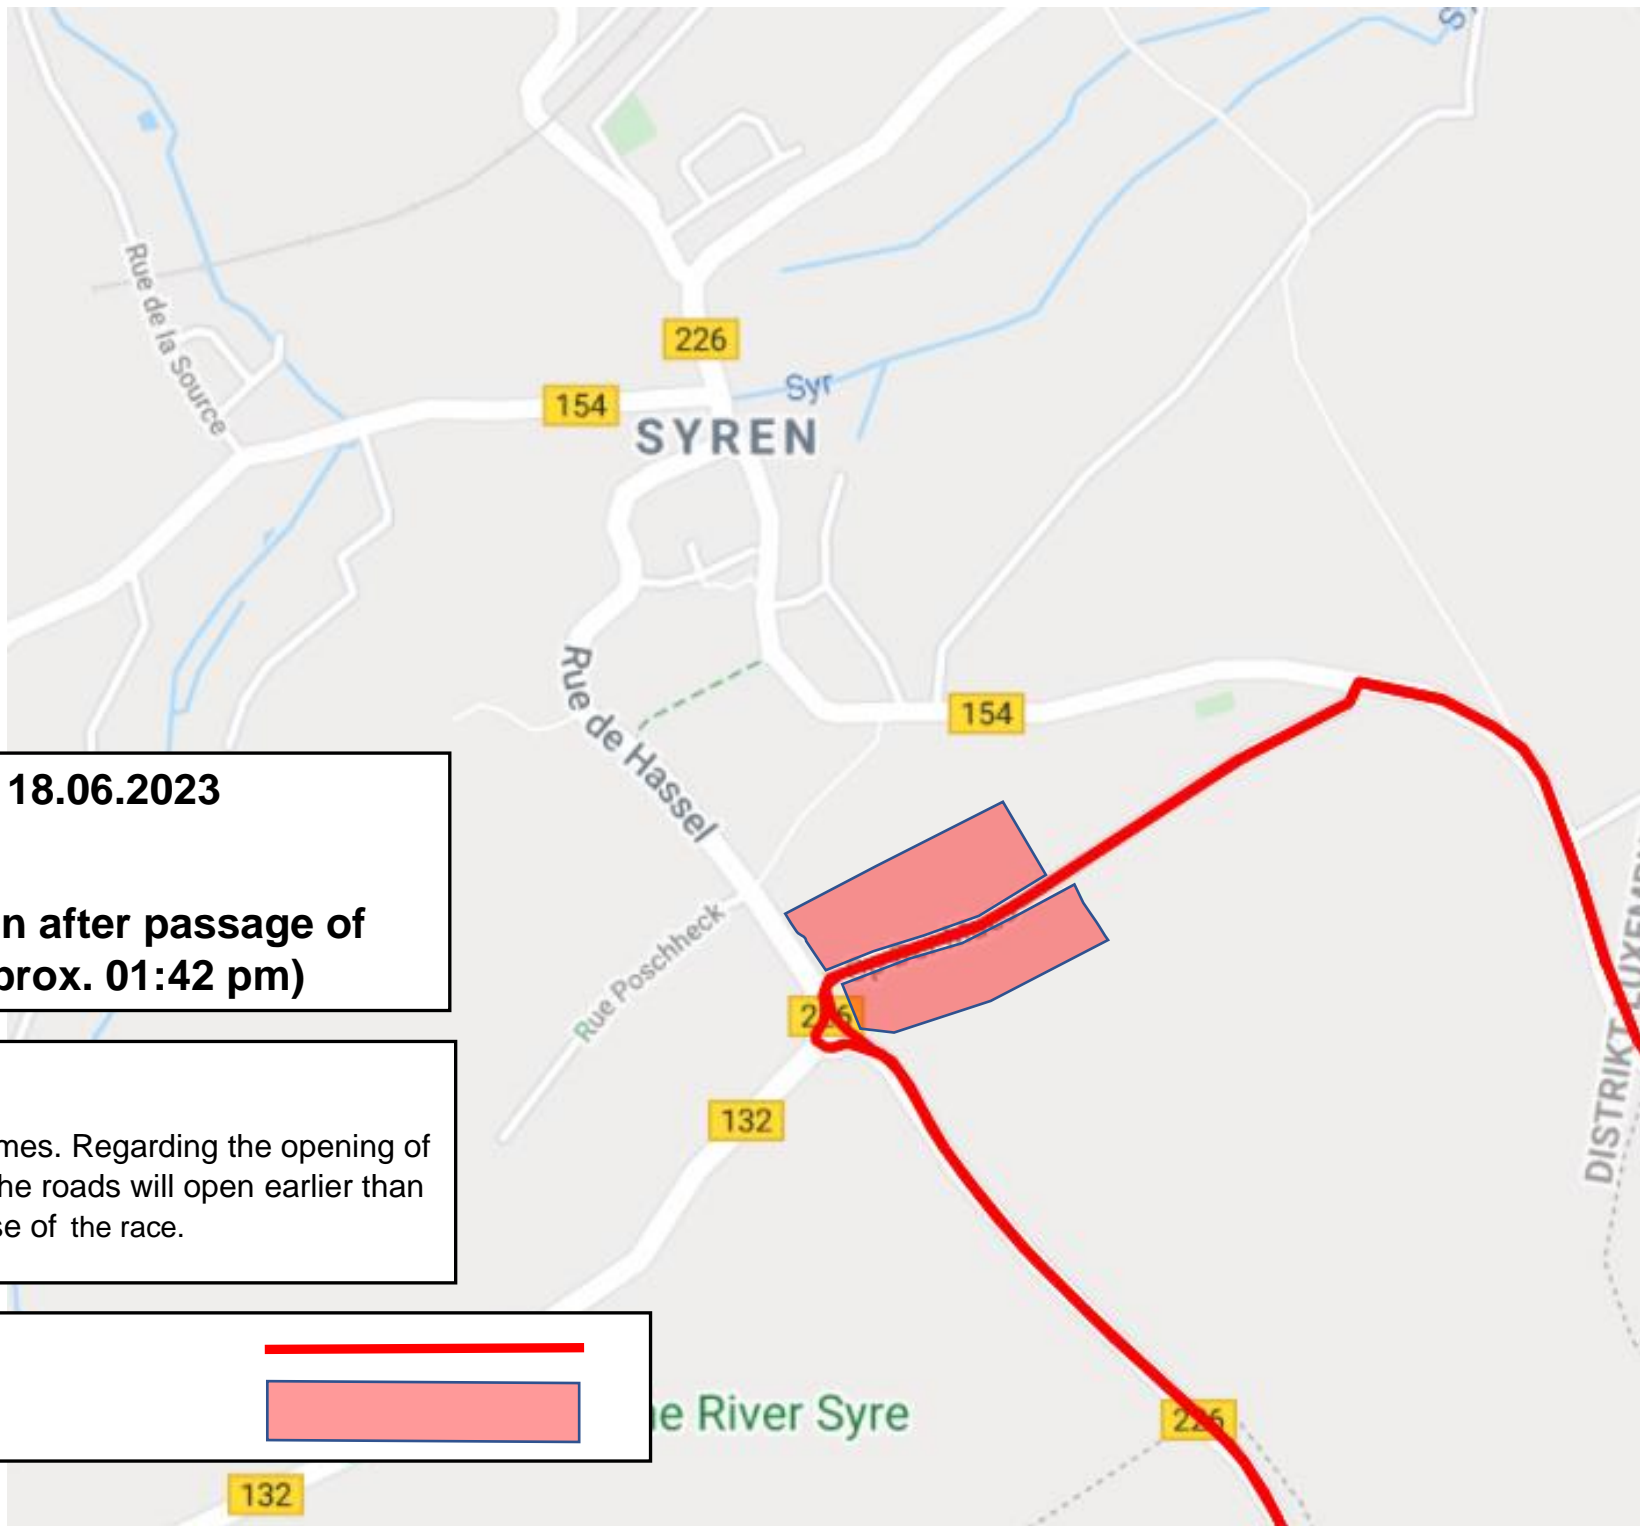 S
Rue de la Source
226
154
Syr
SYREN
Rue de Hassel
154
18.06.2023
n after passage of
prox. 01:42 pm)
Rue Poschheck
226
132
DISTRIKT LUXEMB
mes. Regarding the opening of
he roads will open earlier than
se of the race.
e River Syre
226
132